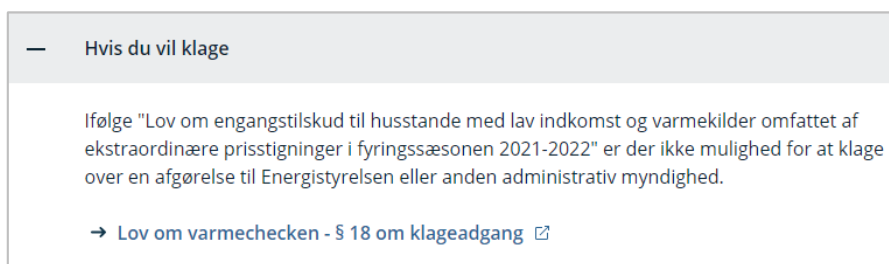 Hvis du vil klage
Ifølge "Lov om engangstilskud til husstande med lav indkomst og varmekilder omfattet af
ekstraordinære prisstigninger i fyringssæsonen 2021-2022" er der ikke mulighed for at klage
over en afgørelse til Energistyrelsen eller anden administrativ myndighed.
→ Lov om varmechecken - § 18 om klageadgang